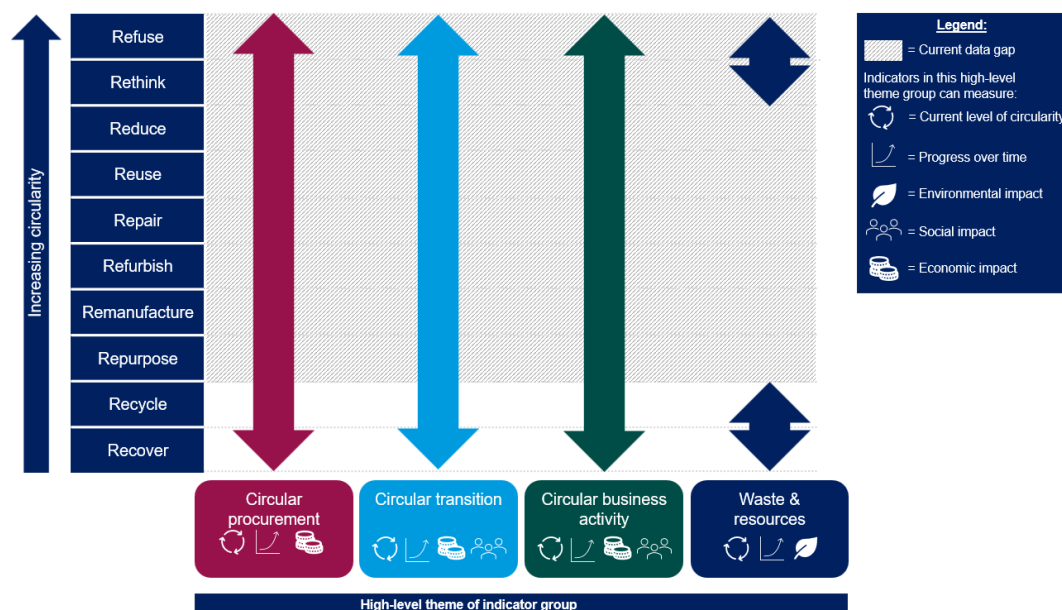 Increasing circularity
Refuse
Rethink
Reduce
Reuse
Repair
Refurbish
Remanufacture
Repurpose
Recycle
Recover
Circular
procurement
Circular transition
Circular business
activity
Waste &
resources
High-level theme of indicator group
Legend:
= Current data gap
Indicators in this high-level
theme group can measure:
= Current level of circularity
= Progress over time
= Environmental impact
= Social impact
= Economic impact